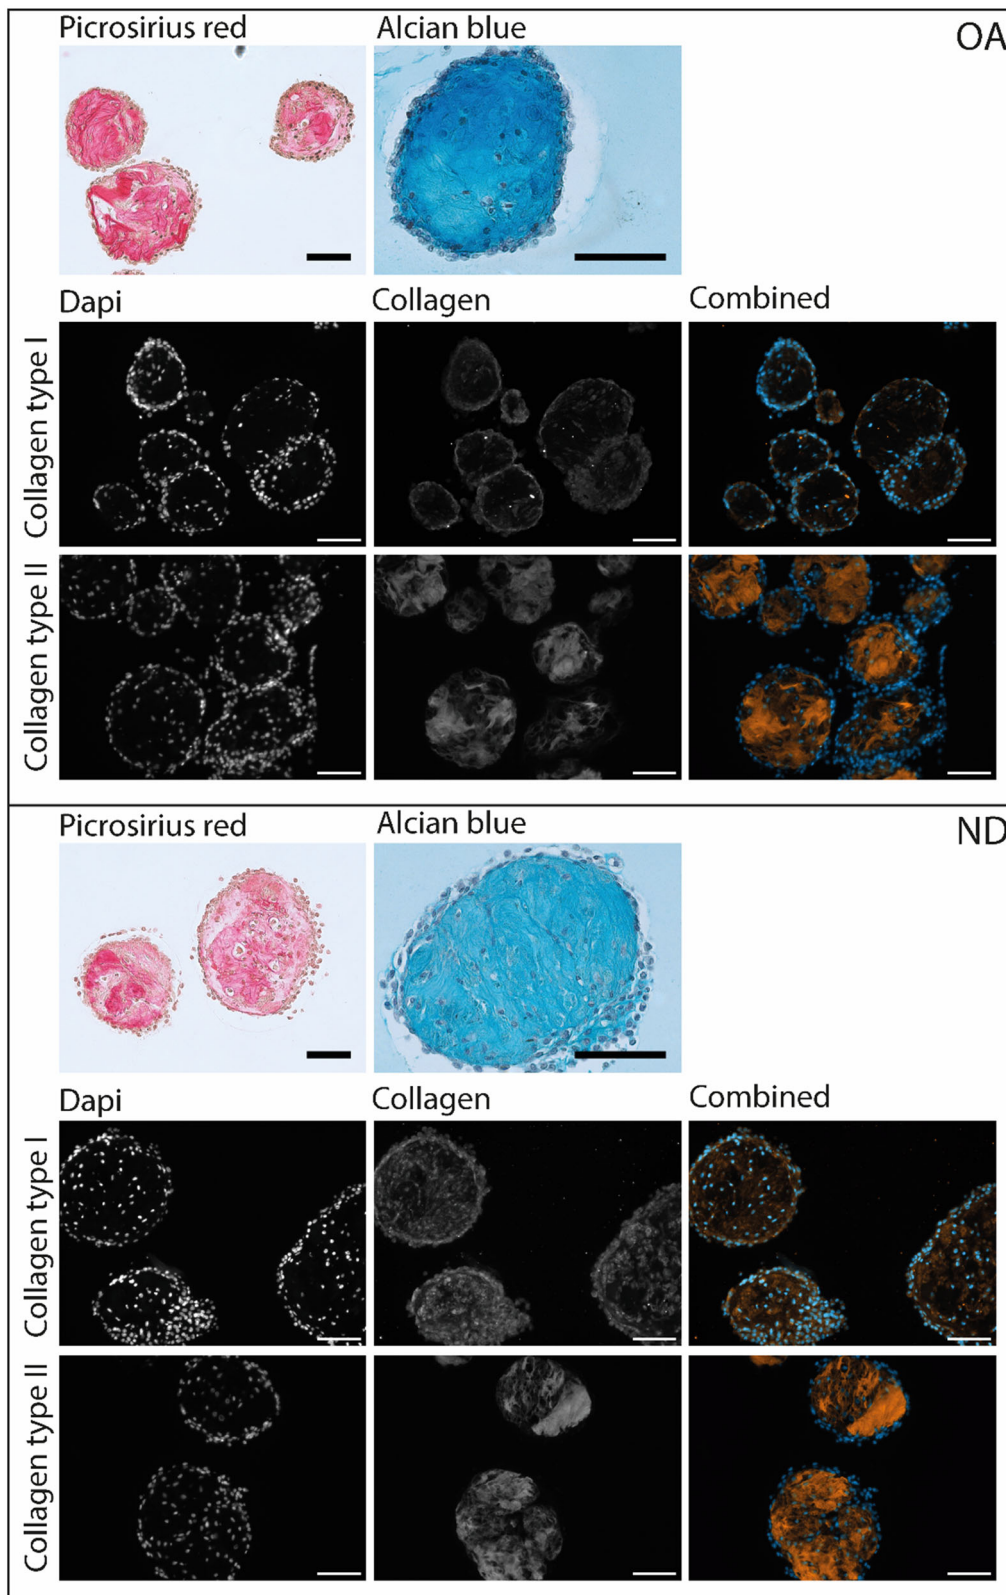 Picrosirius red Alcian blue OA
Dapi Collagen Combined
Collagen type I
Collagen type II
Picrosirius red Alcian blue ND
Dapi Collagen Combined
Collagen type I
Collagen type II